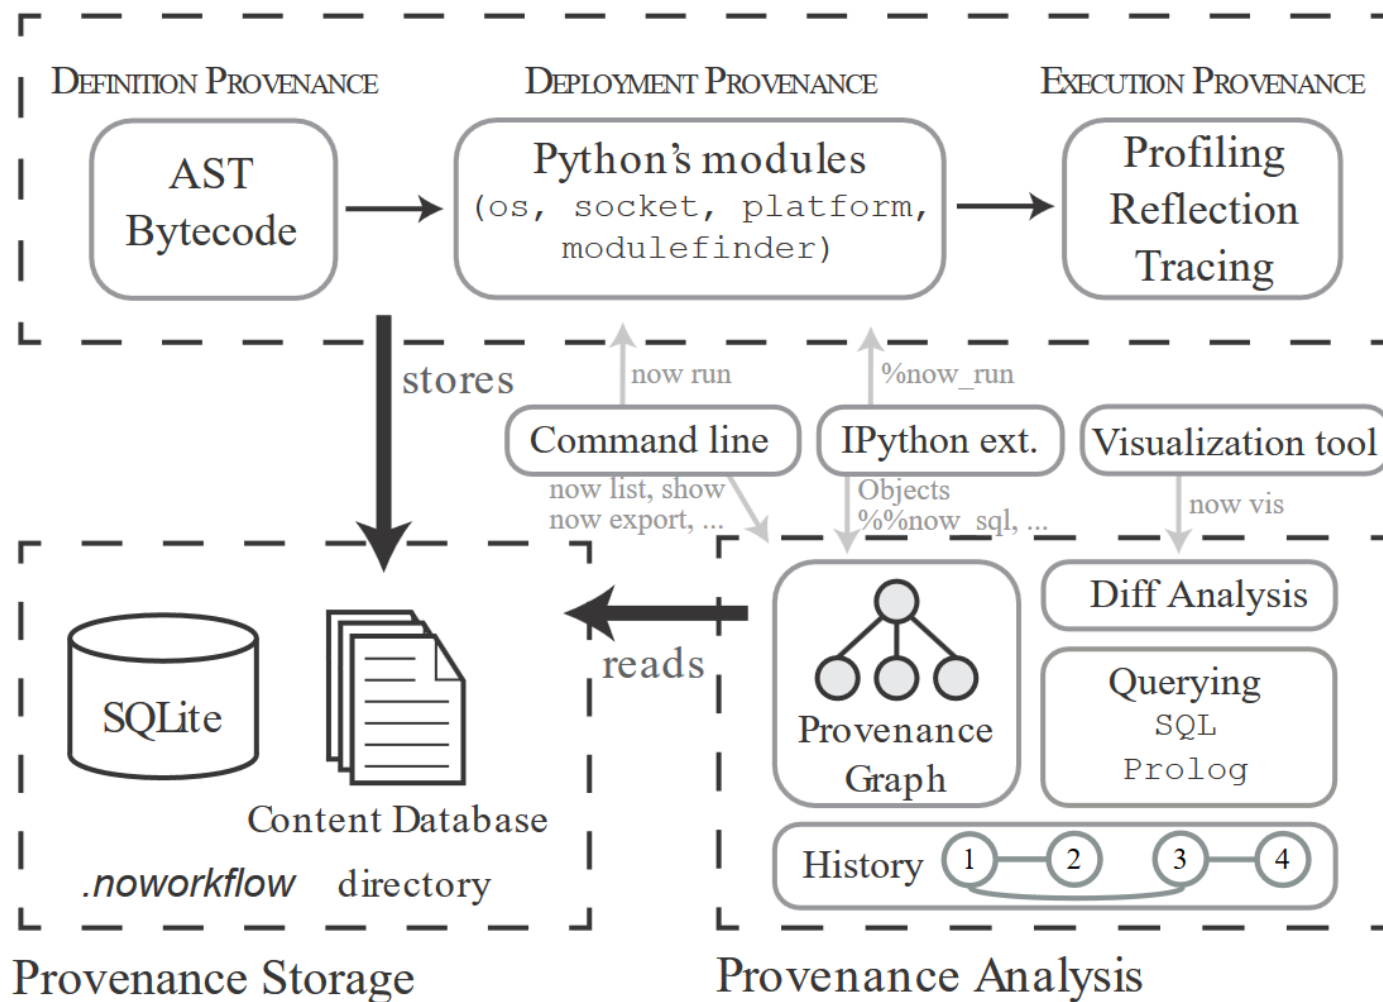 DEFINITION PROVENANCE
DEPLOYMENT PROVENANCE
EXECUTION PROVENANCE
AST
Bytecode
Python's modules
(os, socket, platform,
modulefinder)
Profiling
Reflection
Tracing
stores
now run
%now_run
Command line
IPython ext.
Visualization tool
now list, show
now export, ...
Objects
%%now_sql, ...
now vis
reads
SQLite
Content Database
.noworkflow directory
Provenance Storage
Provenance
Graph
Diff Analysis
Querying
SQL
Prolog
History 1 2 3 4
Provenance Analysis